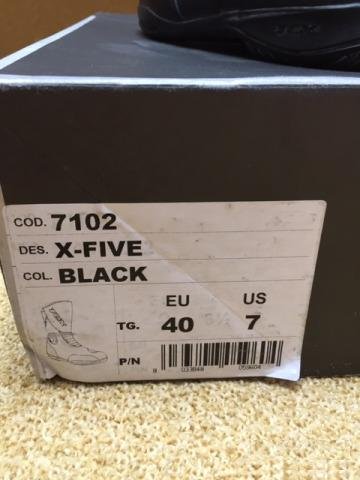 COD. 7102
DES. X-FIVE
COL. BLACK
EU US
TG. 40 7
P/N